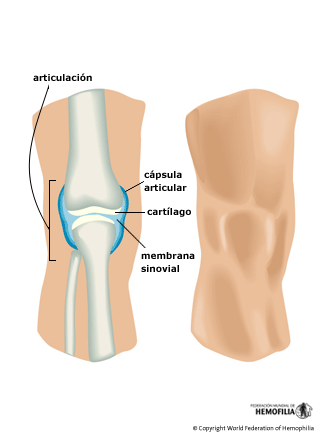 articulación
cápsula
articular
cartílago
membrana
sinovial
FEDERACIÓN MUNDIAL DE
HEMOFILIA
© Copyright World Federation of Hemophilia